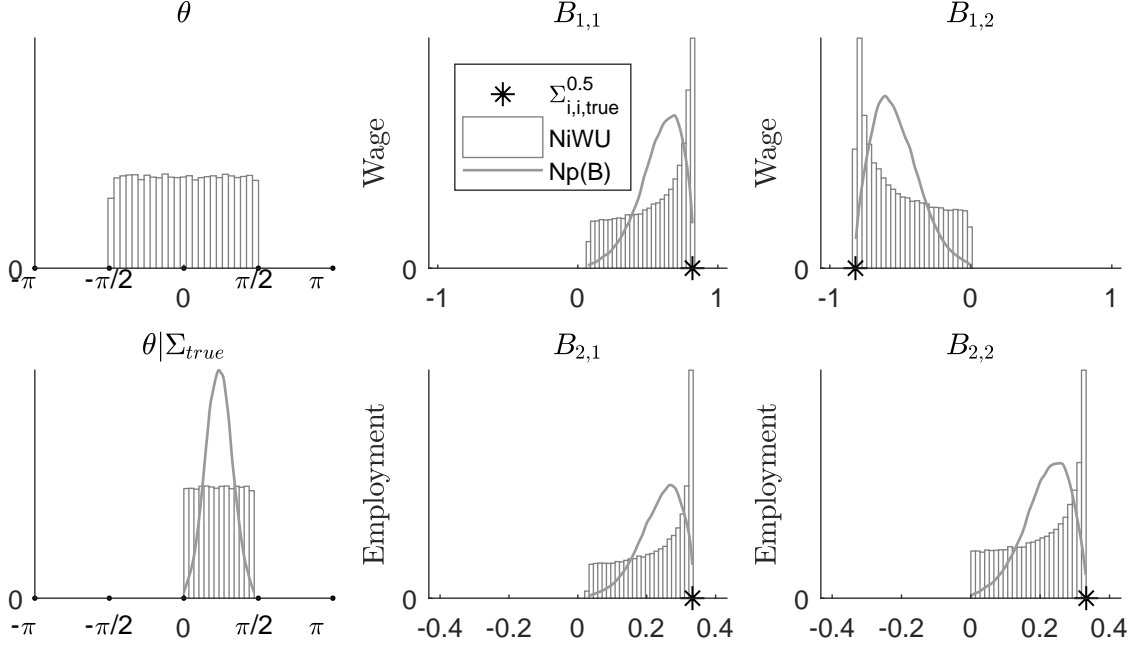 θ
B1,1
B1,2
Σ^0.5_i,i,true
NiWU
Np(B)
Wage
Wage
0
-π
-π/2
0
π/2
π
0
-1
0
1
0
-1
0
1
θ|Σtrue
B2,1
B2,2
Employment
Employment
0
-π
-π/2
0
π/2
π
0
-0.4
-0.2
0
0.2
0.4
0
-0.4
-0.2
0
0.2
0.4